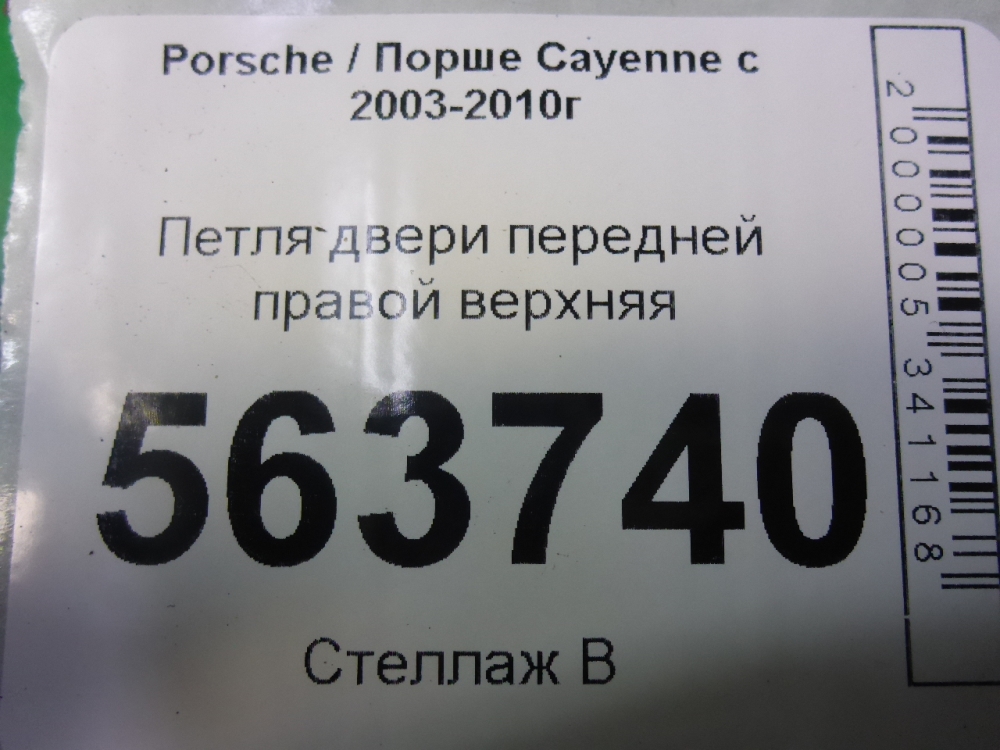 Porsche / Порше Cayenne с
2003-2010г
Петля двери передней
правой верхняя
563740
Стеллаж В
2000005341168